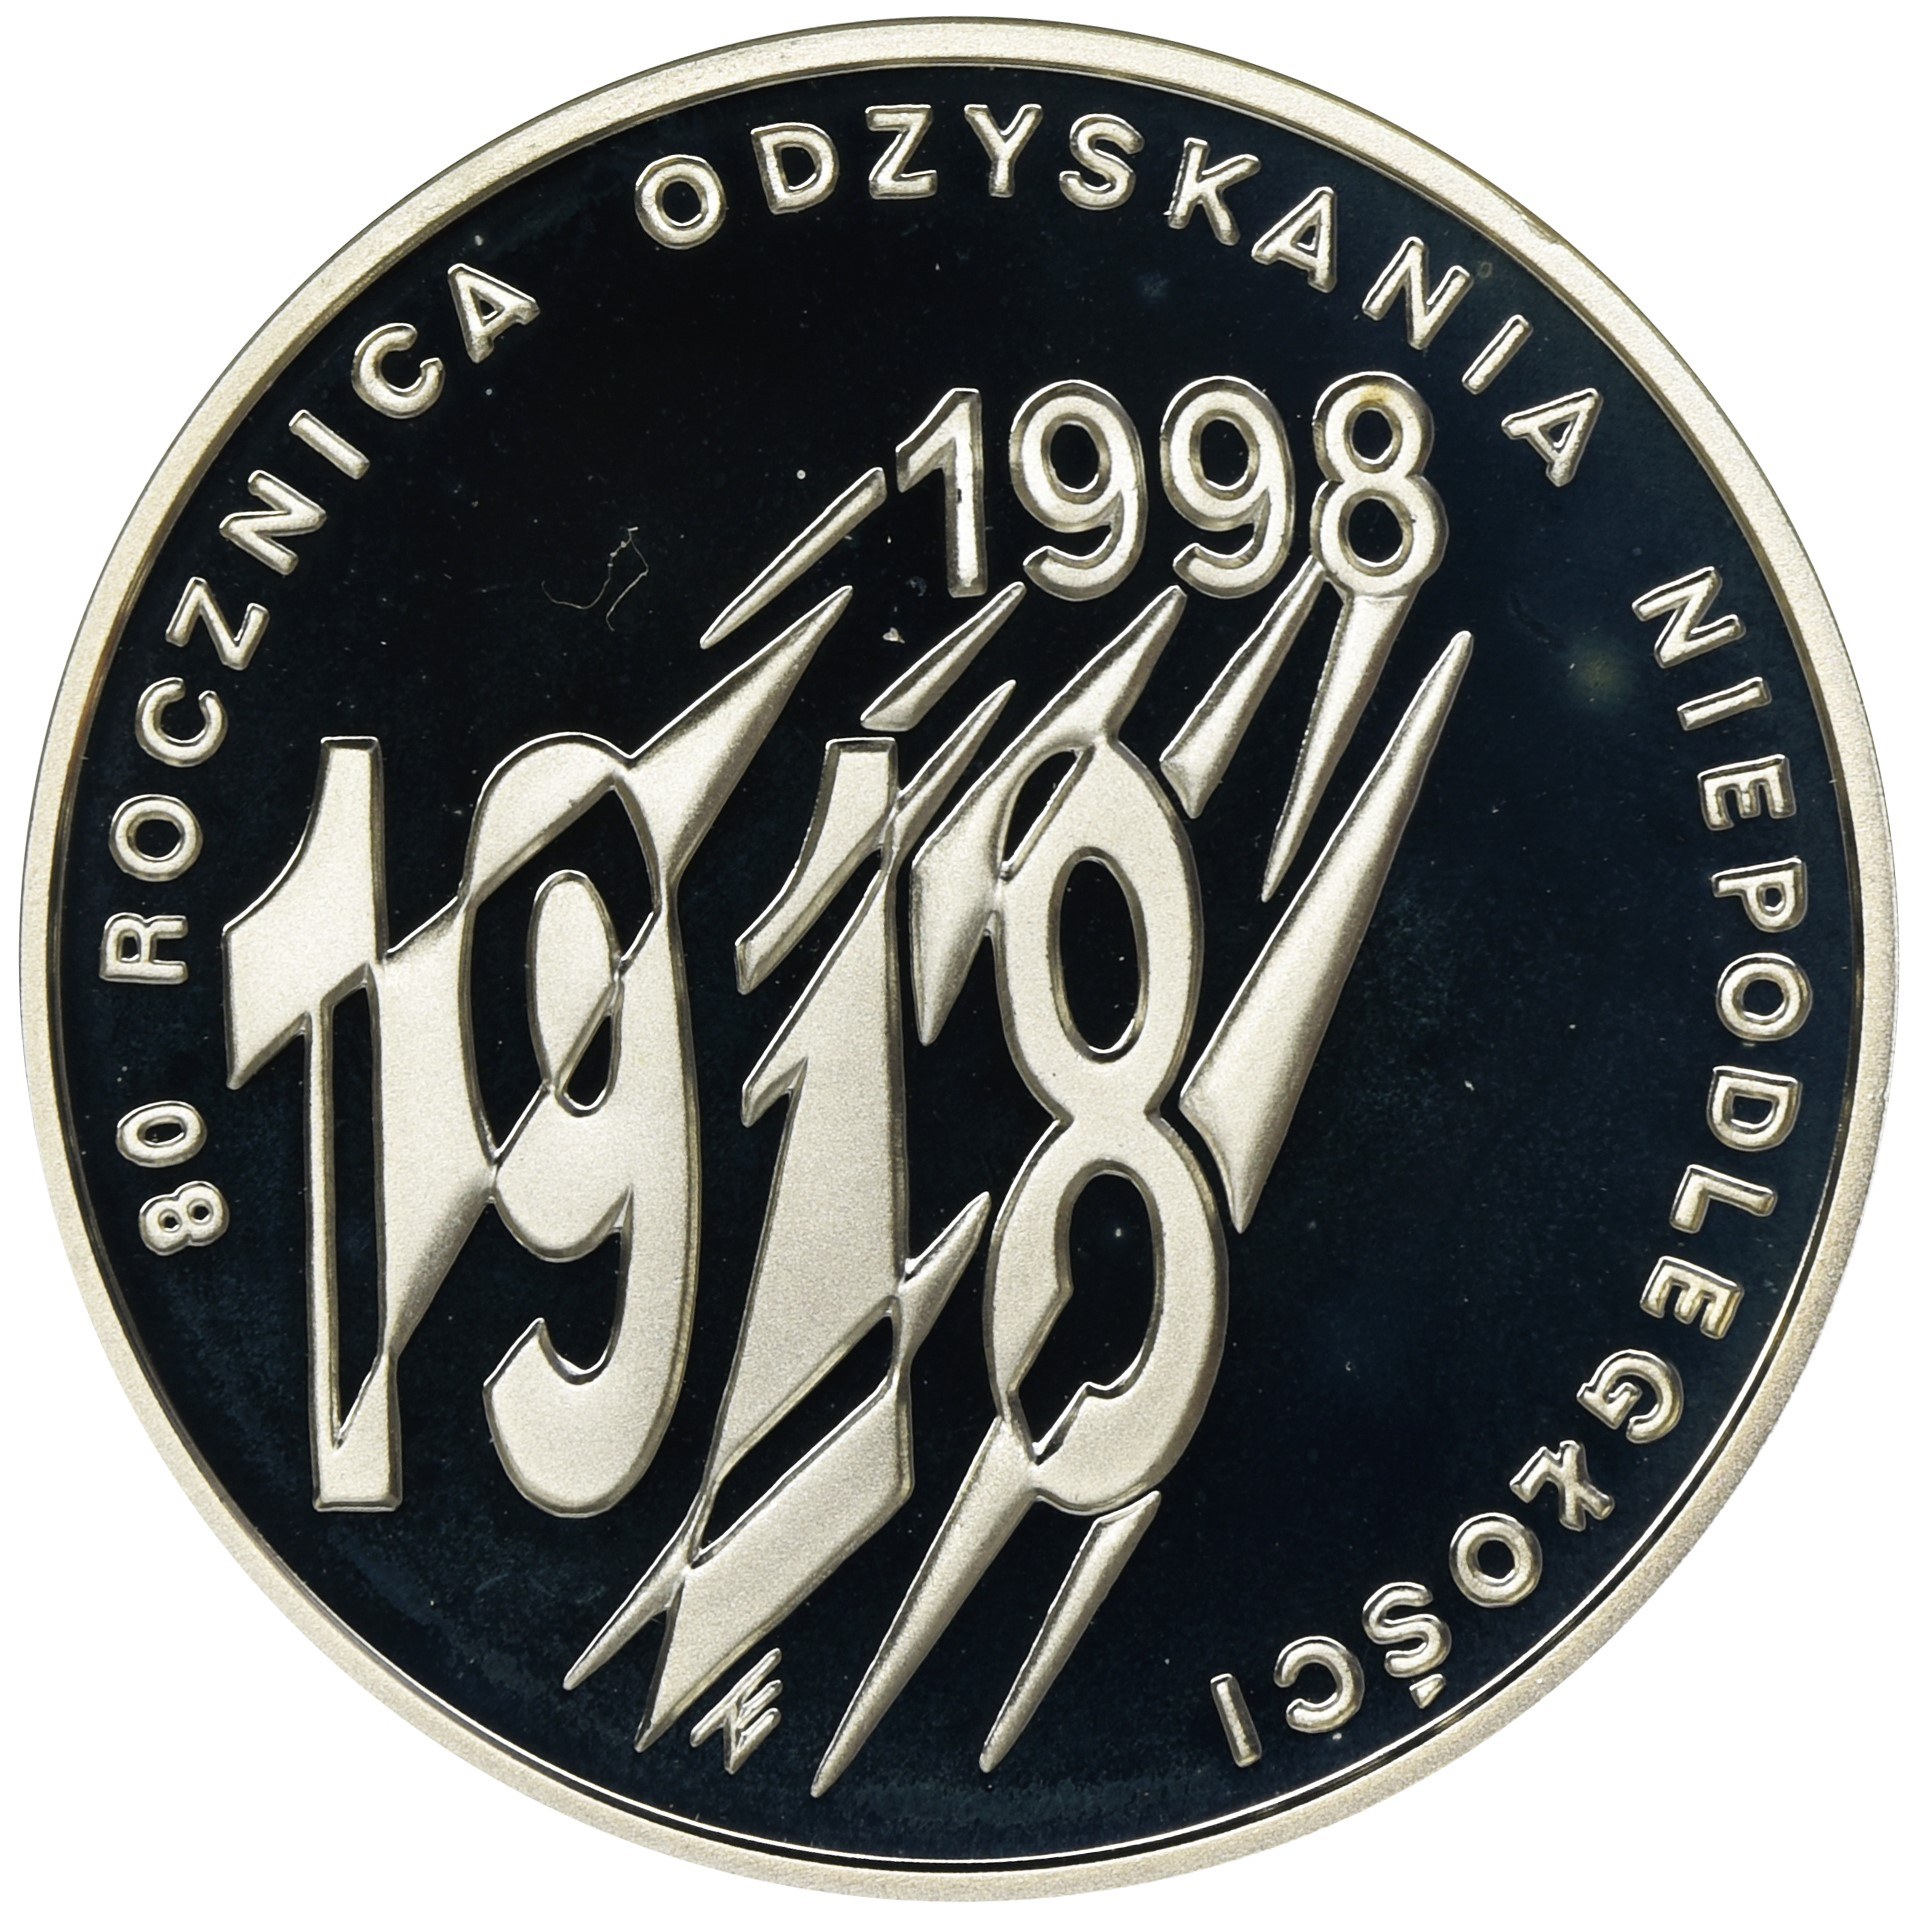 80 ROCZNICA ODZYSKANIA NIEPODLEGŁOŚCI
1998
1918